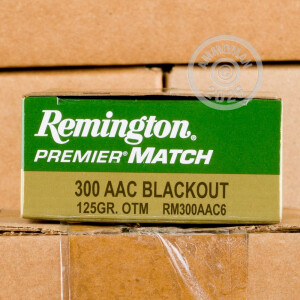 Remington®
PREMIER® MATCH
300 AAC BLACKOUT
125GR. OTM RM300AAC6